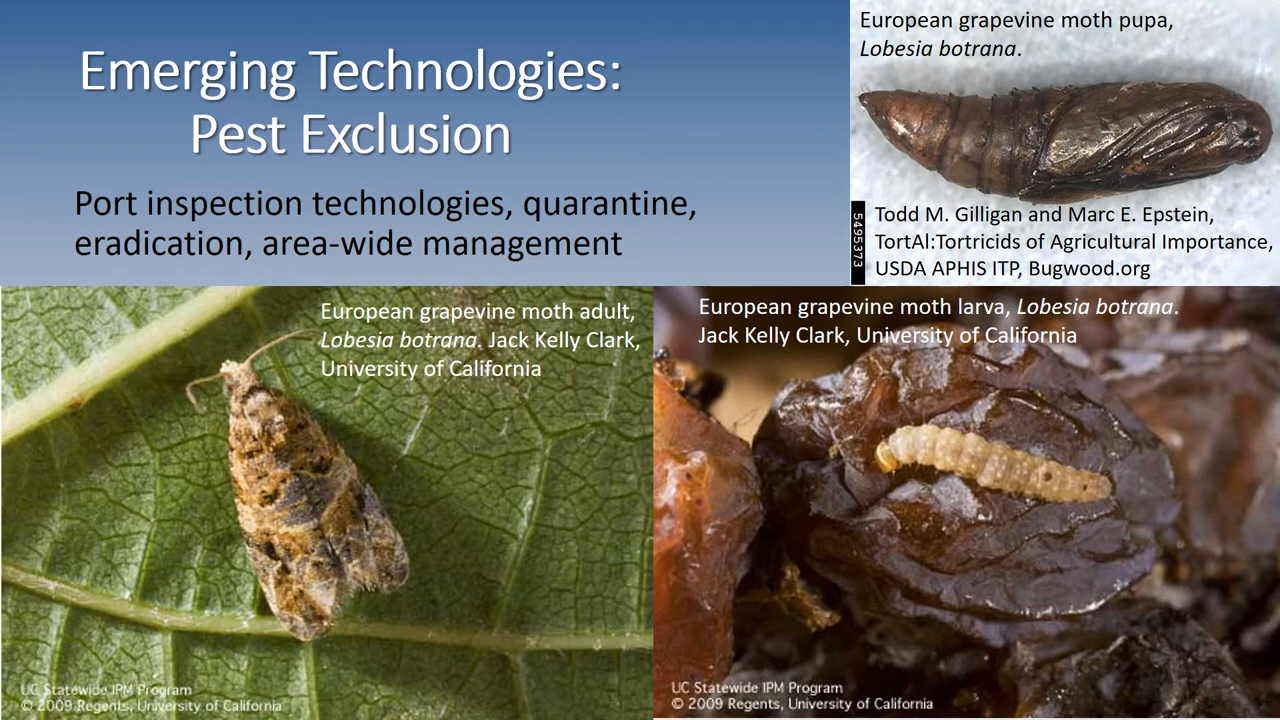 Emerging Technologies:
Pest Exclusion
Port inspection technologies, quarantine,
eradication, area-wide management
European grapevine moth pupa,
Lobesia botrana.
5495373
Todd M. Gilligan and Marc E. Epstein,
TortAl:Tortricids of Agricultural Importance,
USDA APHIS ITP, Bugwood.org
European grapevine moth adult,
Lobesia botrana. Jack Kelly Clark,
University of California
UC Statewide IPM Program
© 2009 Regents, University of California
European grapevine moth larva, Lobesia botrana.
Jack Kelly Clark, University of California
UC Statewide IPM Program
© 2009 Regents, University of California